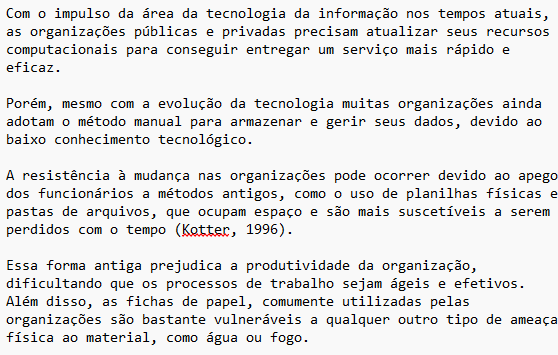 Com o impulso da área da tecnologia da informação nos tempos atuais,
as organizações públicas e privadas precisam atualizar seus recursos
computacionais para conseguir entregar um serviço mais rápido e
eficaz.

Porém, mesmo com a evolução da tecnologia muitas organizações ainda
adotam o método manual para armazenar e gerir seus dados, devido ao
baixo conhecimento tecnológico.

A resistência à mudança nas organizações pode ocorrer devido ao apego
dos funcionários a métodos antigos, como o uso de planilhas físicas e
pastas de arquivos, que ocupam espaço e são mais suscetíveis a serem
perdidos com o tempo (Kotter, 1996).

Essa forma antiga prejudica a produtividade da organização,
dificultando que os processos de trabalho sejam ágeis e efetivos.
Além disso, as fichas de papel, comumente utilizadas pelas
organizações são bastante vulneráveis a qualquer outro tipo de ameaça
física ao material, como água ou fogo.